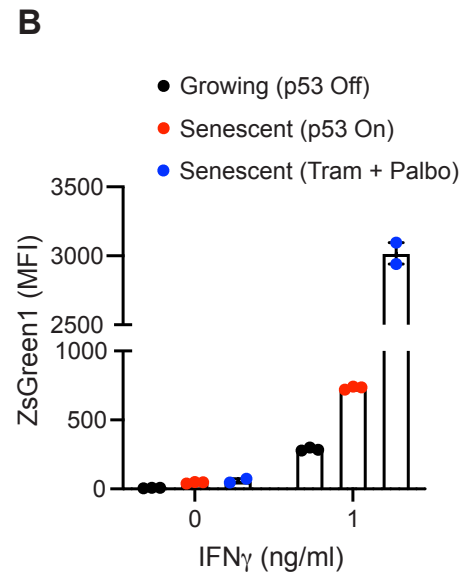 B
Growing (p53 Off)
Senescent (p53 On)
Senescent (Tram + Palbo)
3500
3000
2500
1000
500
0
ZsGreen1 (MFI)
0 1
IFNγ (ng/ml)